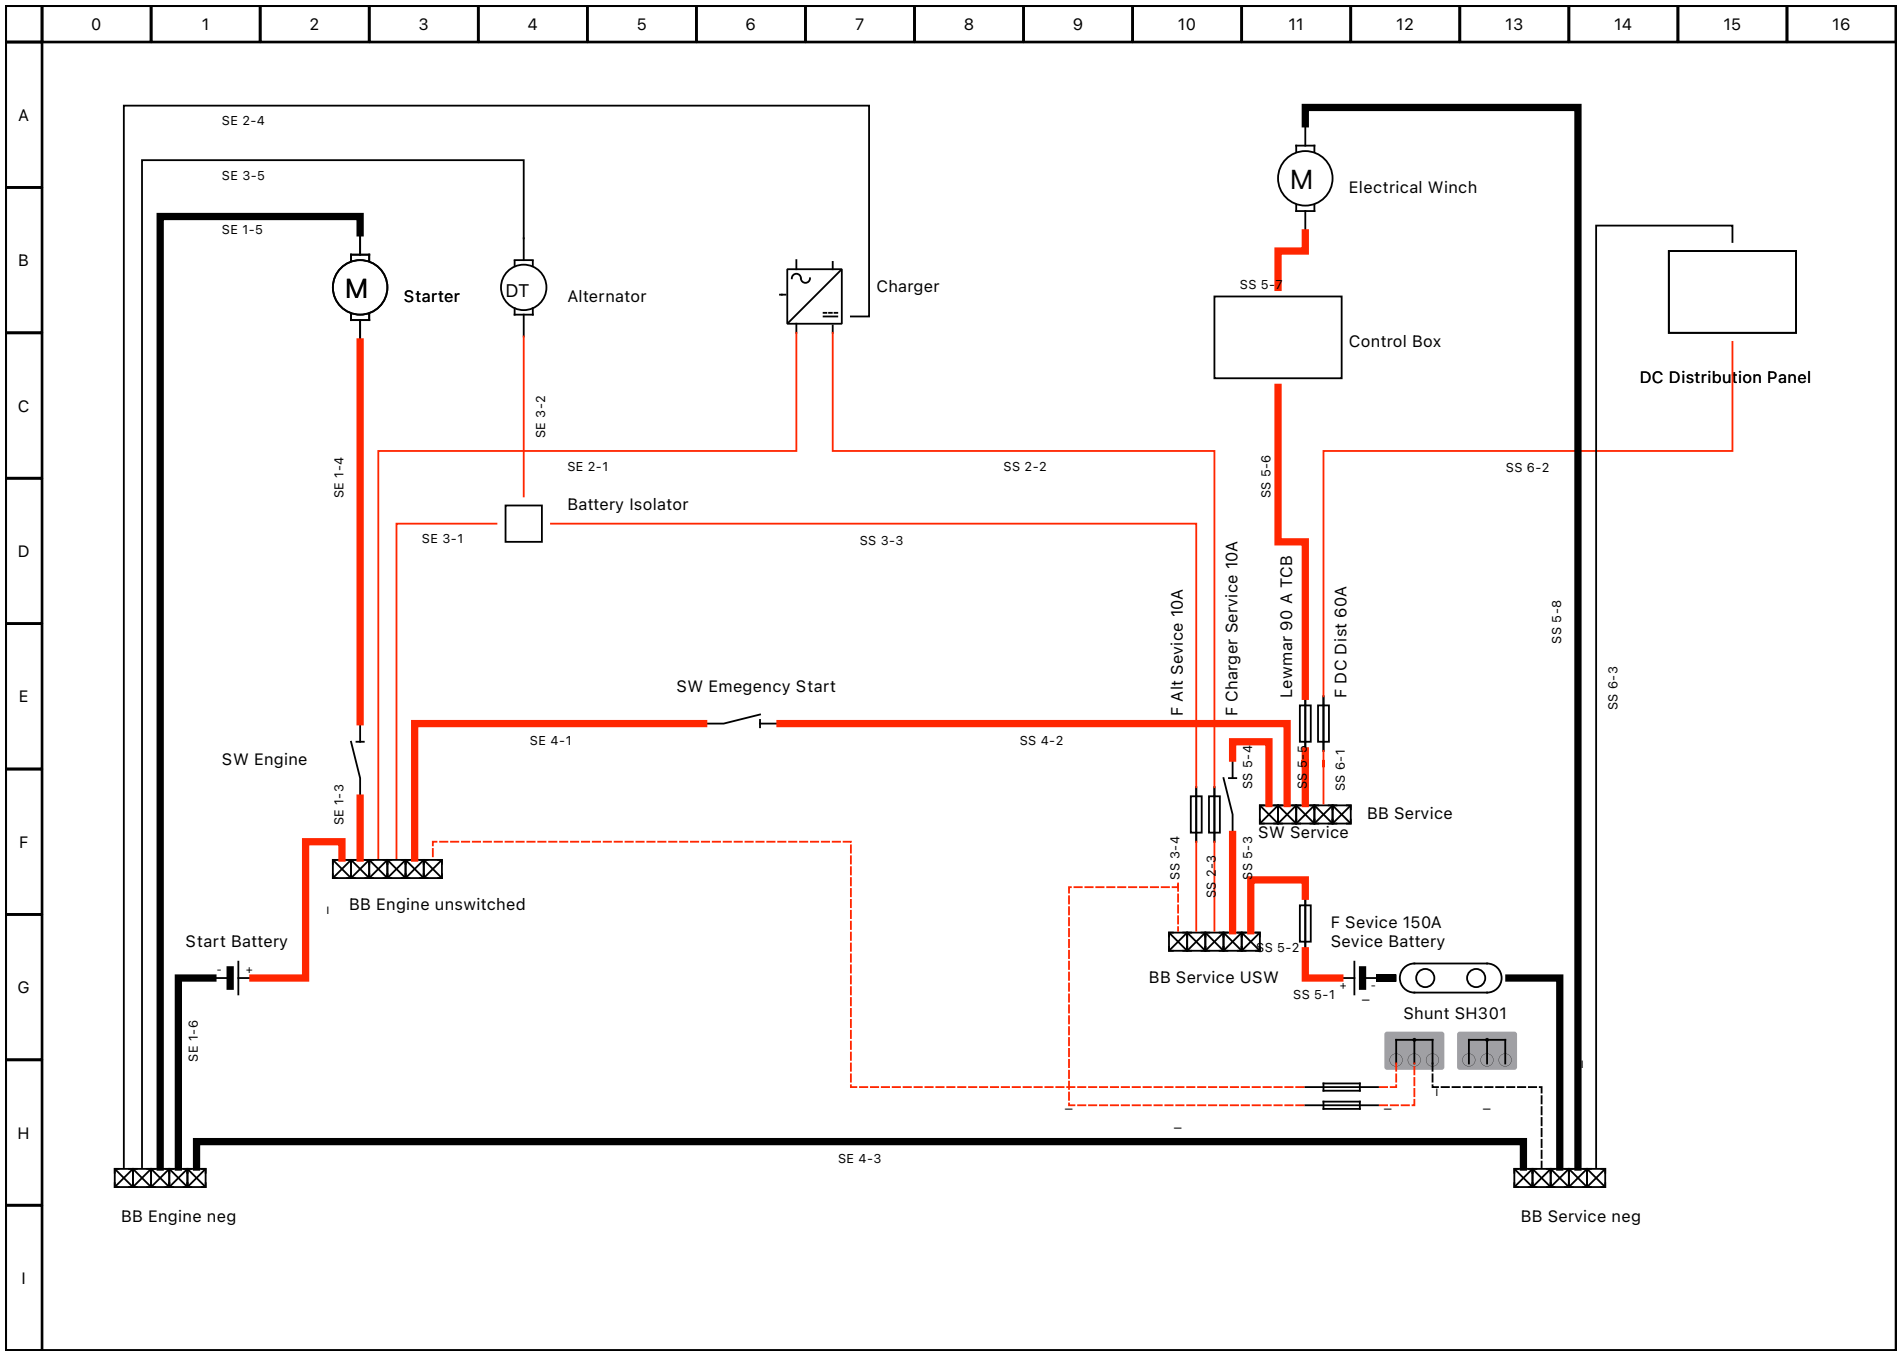 0 1 2 3 4 5 6 7 8 9 10 11 12 13 14 15 16
A
SE 2-4
SE 3-5
M
Electrical Winch
B
SE 1-5
M
Starter
DT
Alternator
Charger
SS 5-7
Control Box
DC Distribution Panel
C
SE 3-2
SE 1-4
SE 2-1
SS 2-2
SS 5-6
SS 6-2
Battery Isolator
D
SE 3-1
SS 3-3
F Alt Sevice 10A
F Charger Service 10A
Lewmar 90 A TCB
F DC Dist 60A
SS 5-8
E
SW Emegency Start
SS 6-3
SE 4-1
SS 4-2
SW Engine
SS 5-4
SS 5-5
SS 6-1
SE 1-3
BB Service
SW Service
F
SS 3-4
SS 2-3
SS 5-3
BB Engine unswitched
F Sevice 150A
Start Battery
Sevice Battery
SS 5-2
- +
BB Service USW
G
SS 5-1
+ -
Shunt SH301
SE 1-6
H
SE 4-3
BB Engine neg
BB Service neg
I